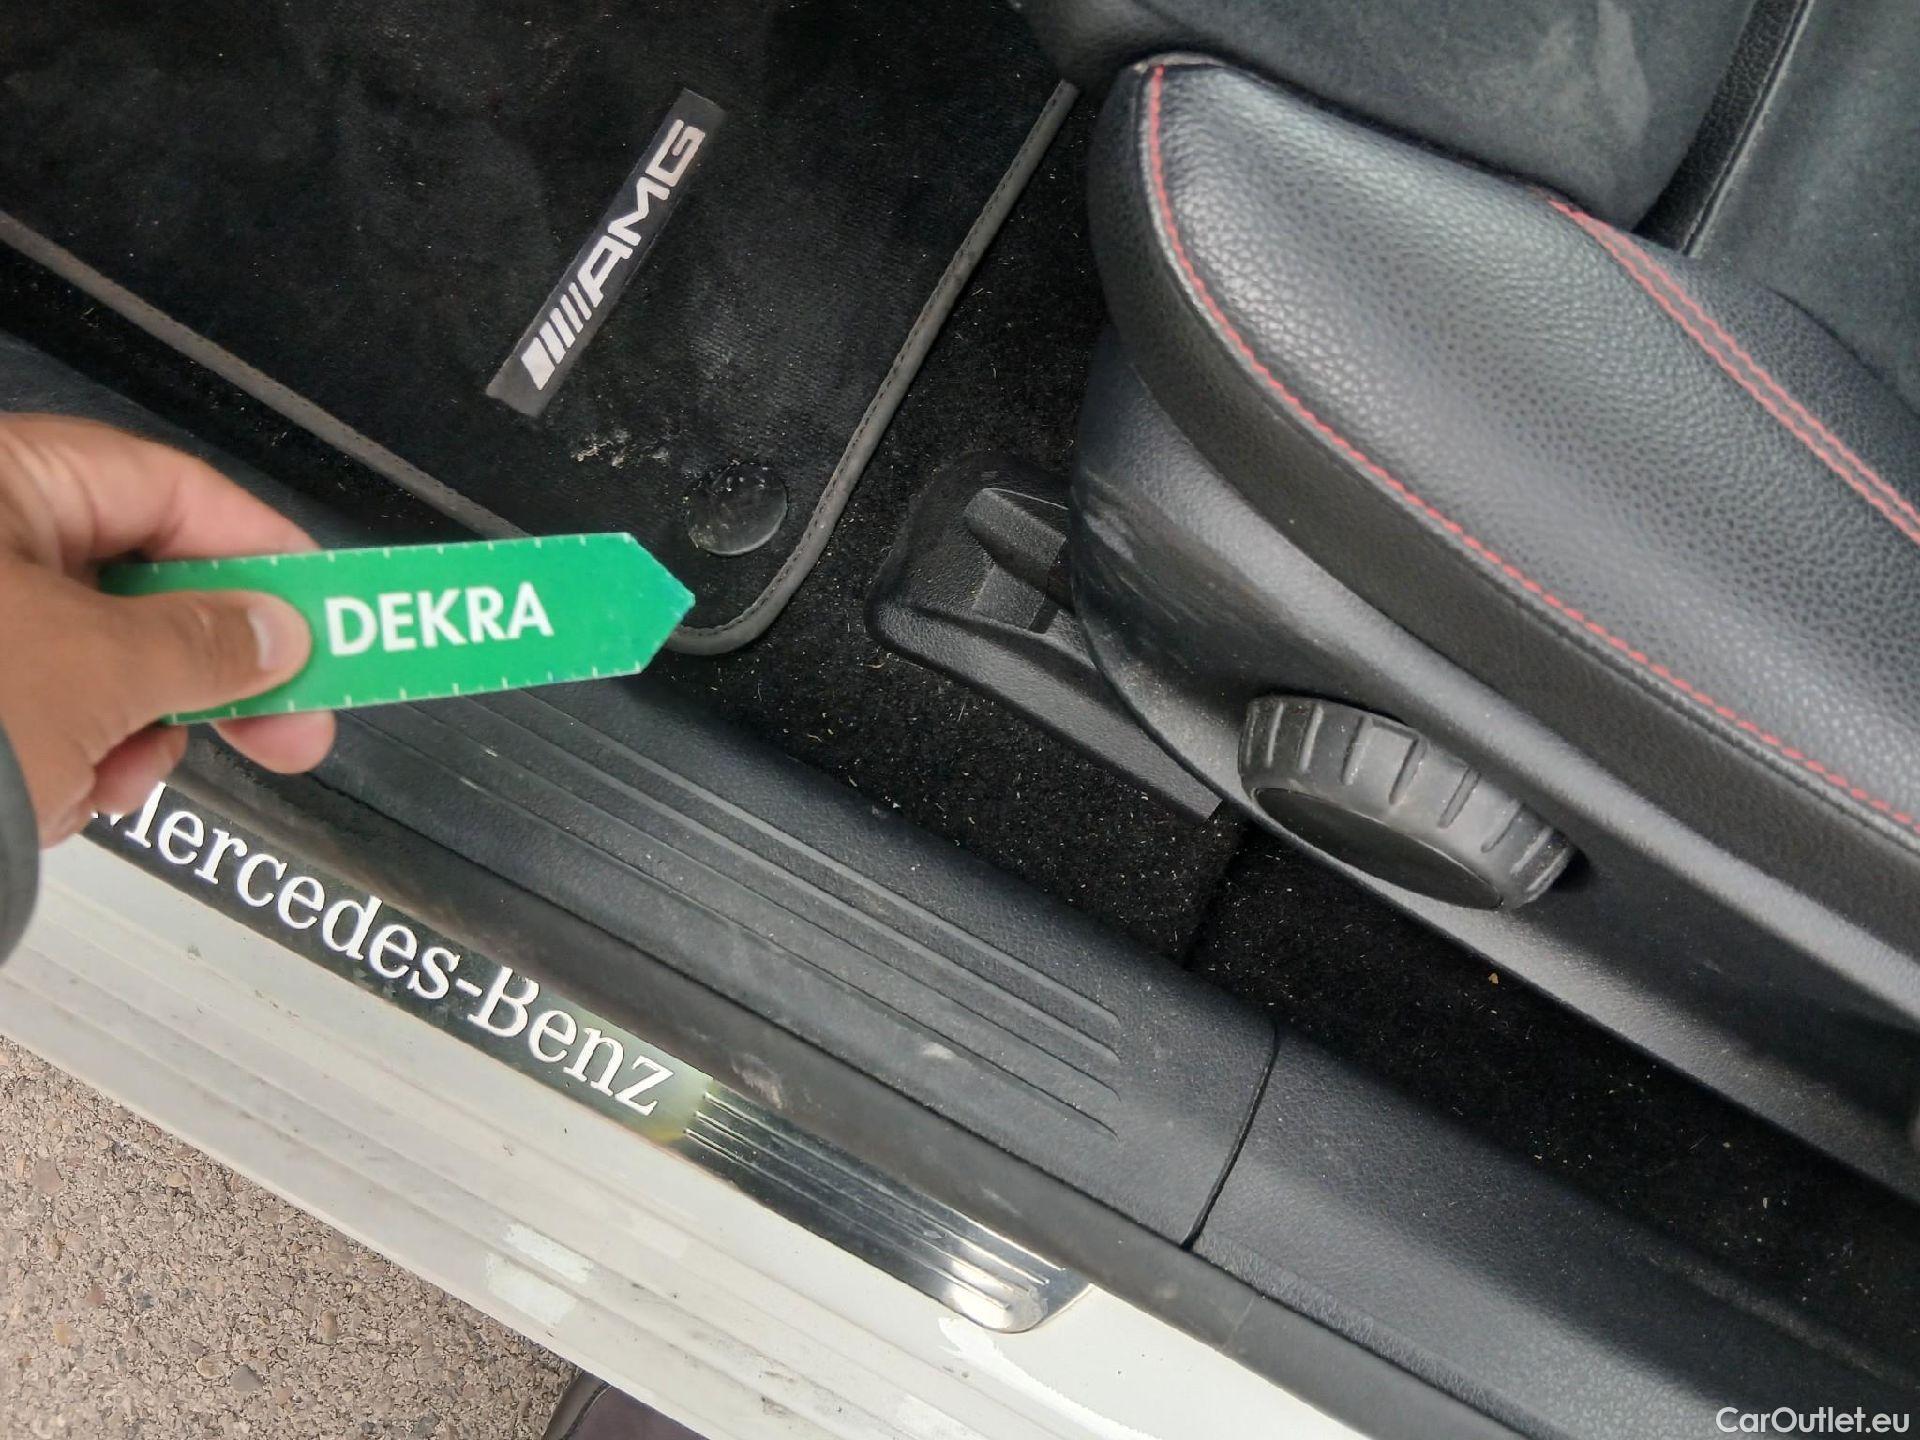 AMG
DEKRA
Mercedes-Benz
CarOutlet.eu